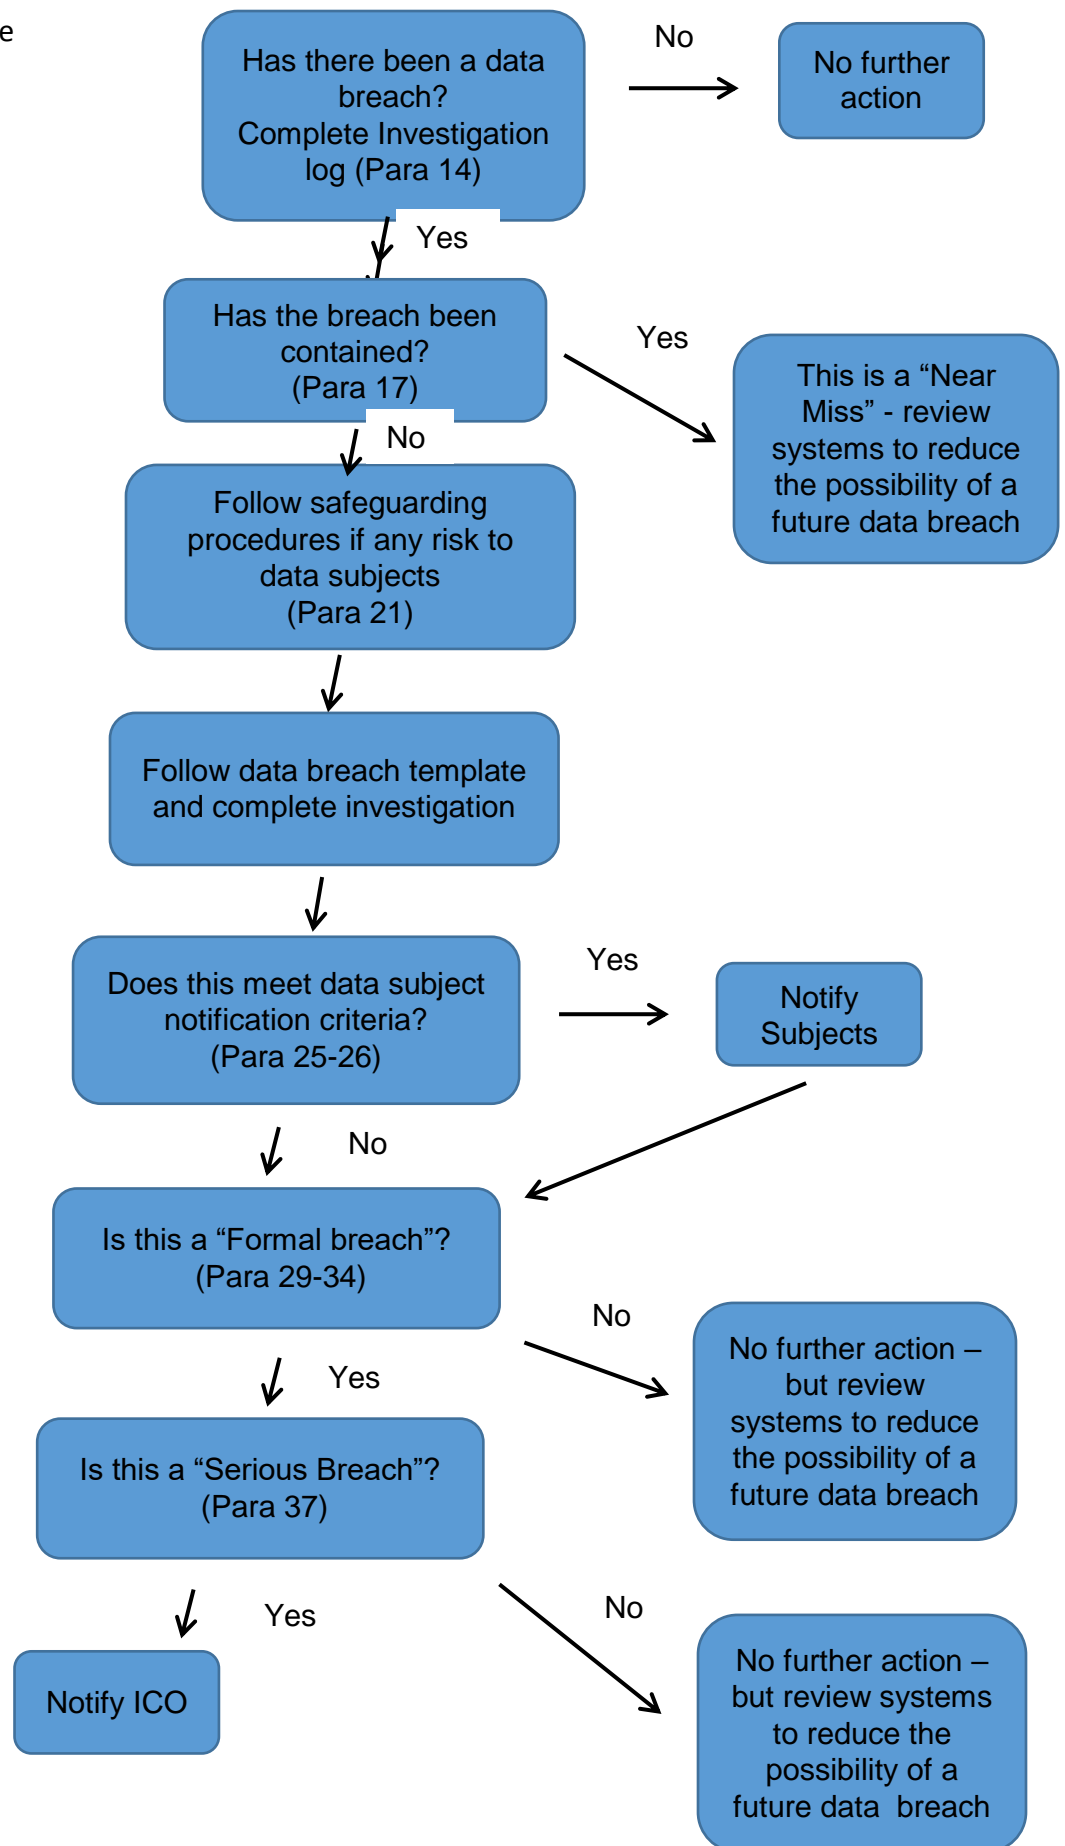 e
Has there been a data
breach?
Complete Investigation
log (Para 14)
No
No further
action
Yes
Has the breach been
contained?
(Para 17)
Yes
This is a “Near
Miss” - review
systems to reduce
the possibility of a
future data breach
No
Follow safeguarding
procedures if any risk to
data subjects
(Para 21)
Follow data breach template
and complete investigation
Does this meet data subject
notification criteria?
(Para 25-26)
Yes
Notify
Subjects
No
Is this a “Formal breach”?
(Para 29-34)
No
No further action –
but review
systems to reduce
the possibility of a
future data breach
Yes
Is this a “Serious Breach”?
(Para 37)
No
No further action –
but review systems
to reduce the
possibility of a
future data  breach
Yes
Notify ICO